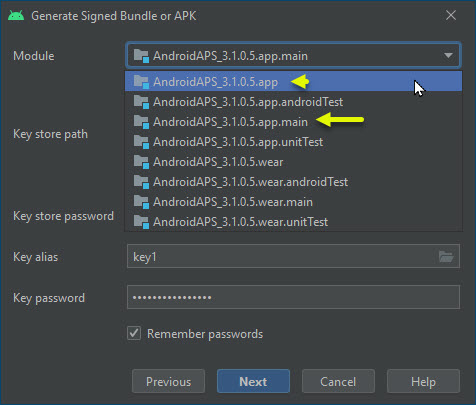 Generate Signed Bundle or APK
Module
AndroidAPS_3.1.0.5.app.main
AndroidAPS_3.1.0.5.app
AndroidAPS_3.1.0.5.app.androidTest
AndroidAPS_3.1.0.5.app.main
AndroidAPS_3.1.0.5.app.unitTest
AndroidAPS_3.1.0.5.wear
AndroidAPS_3.1.0.5.wear.androidTest
AndroidAPS_3.1.0.5.wear.main
AndroidAPS_3.1.0.5.wear.unitTest
Key store path
Key store password
Key alias
key1
Key password
••••••••••••••••
Remember passwords
Previous
Next
Cancel
Help